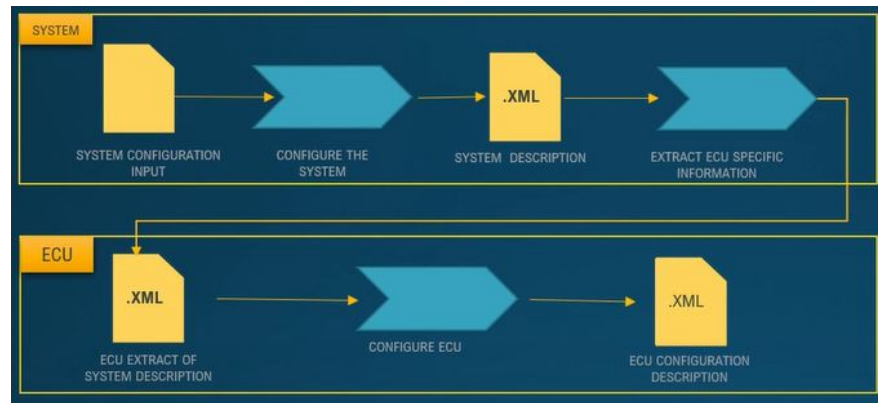 SYSTEM
SYSTEM CONFIGURATION
INPUT
CONFIGURE THE
SYSTEM
.XML
SYSTEM DESCRIPTION
EXTRACT ECU SPECIFIC
INFORMATION
ECU
.XML
ECU EXTRACT OF
SYSTEM DESCRIPTION
CONFIGURE ECU
.XML
ECU CONFIGURATION
DESCRIPTION